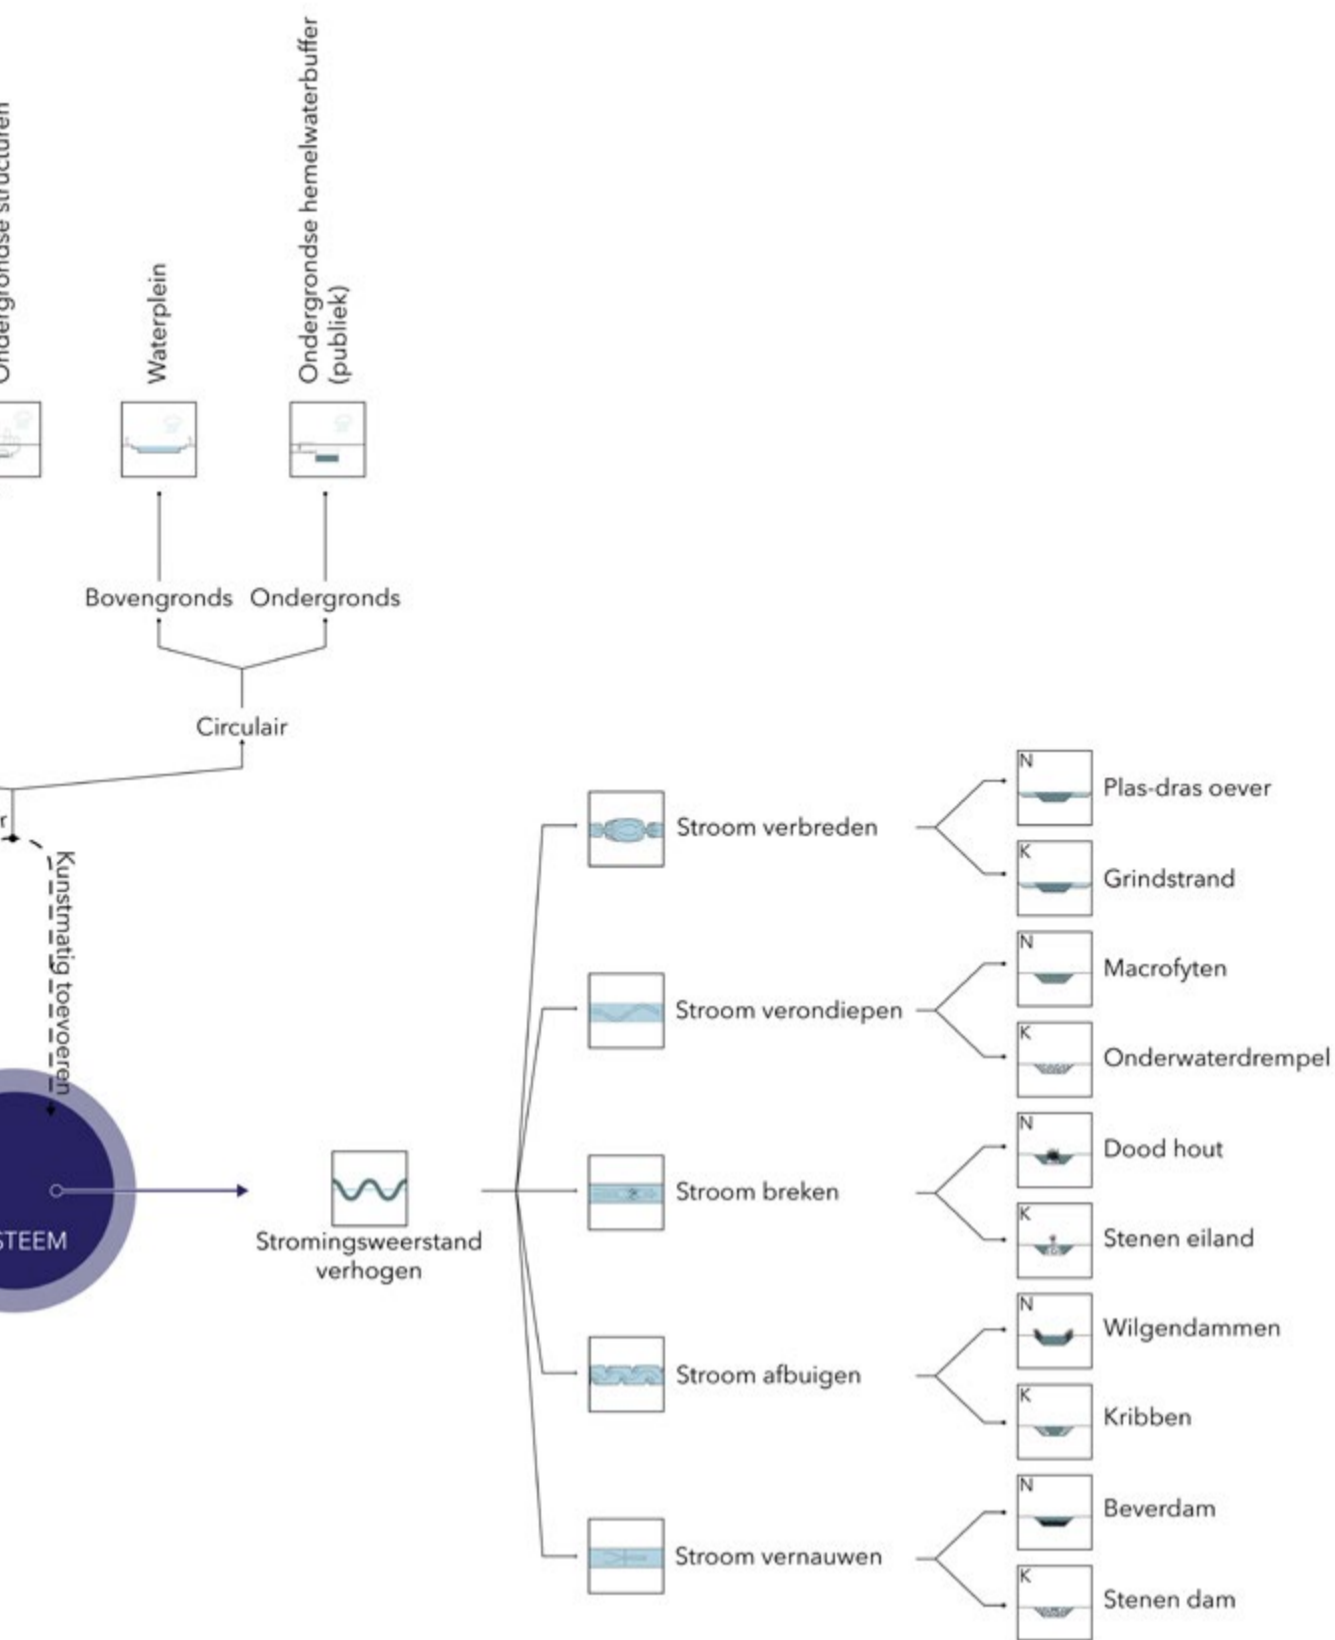 Ondergrondse structuren
Waterplein
Ondergrondse hemelwaterbuffer
(publiek)
Bovengronds
Ondergronds
Circulair
r
Kunstmatig toevoeren
STEEM
Stromingsweerstand
verhogen
Stroom verbreden
N
Plas-dras oever
K
Grindstrand
Stroom verondiepen
N
Macrofyten
K
Onderwaterdrempel
Stroom breken
N
Dood hout
K
Stenen eiland
Stroom afbuigen
N
Wilgendammen
K
Kribben
Stroom vernauwen
N
Beverdam
K
Stenen dam